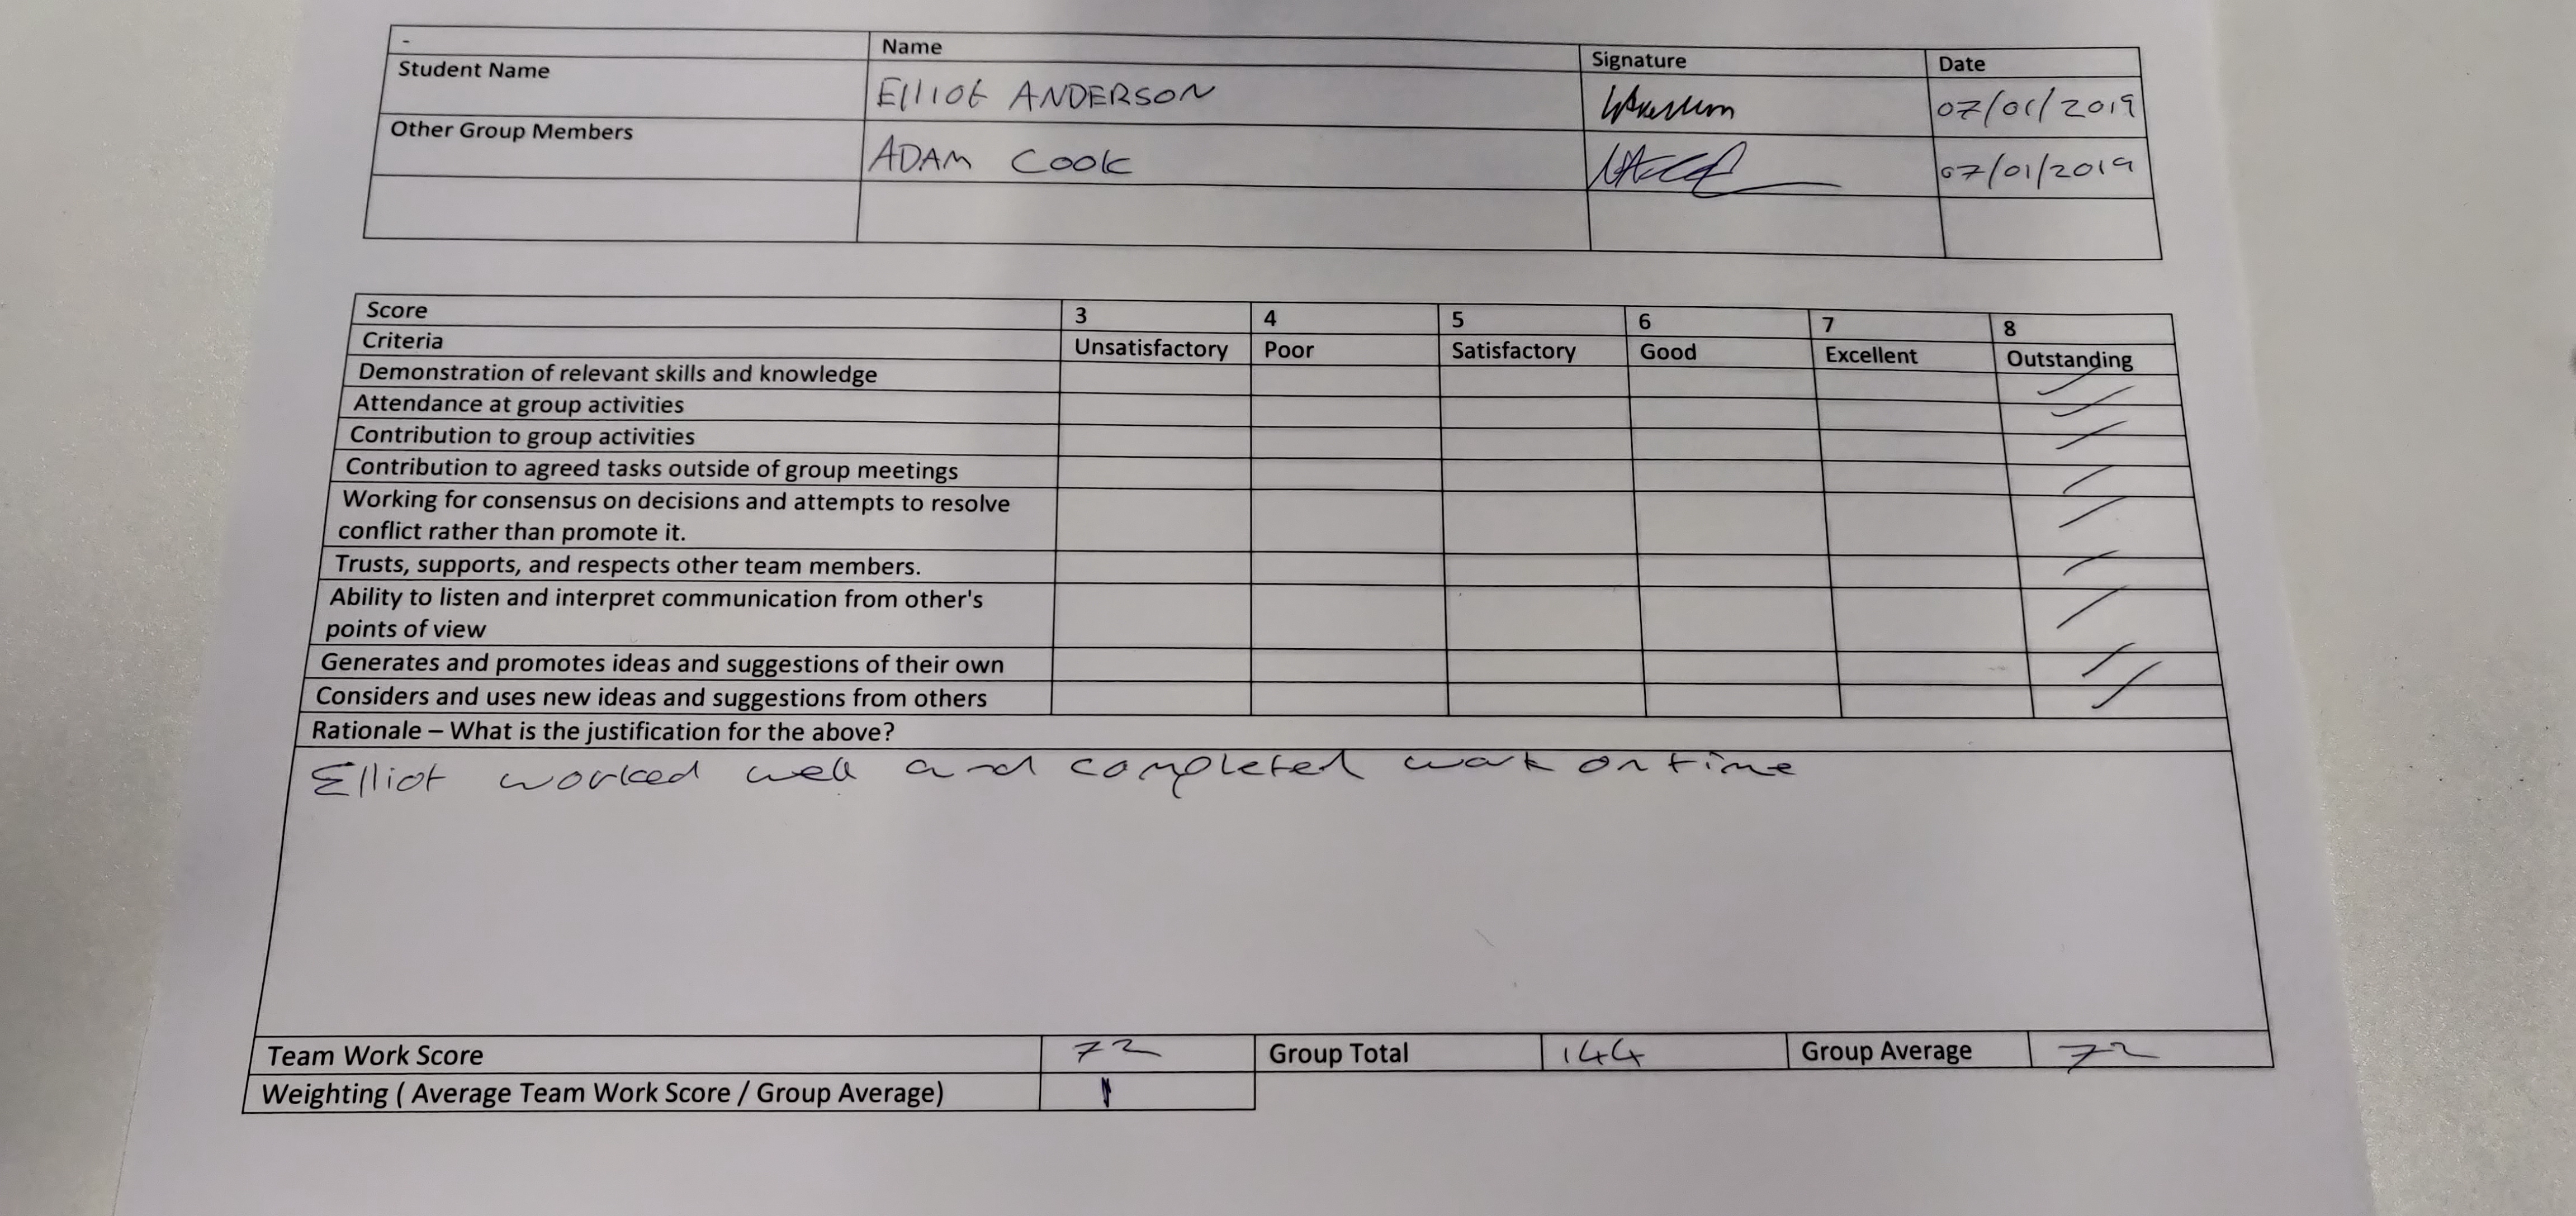 - Name Signature Date
Student Name Elliot ANDERSON 07/01/2019
Other Group Members ADAM COOK 07/01/2019
Score 3 4 5 6 7 8
Criteria Unsatisfactory Poor Satisfactory Good Excellent Outstanding
Demonstration of relevant skills and knowledge
Attendance at group activities
Contribution to group activities
Contribution to agreed tasks outside of group meetings
Working for consensus on decisions and attempts to resolve
conflict rather than promote it.
Trusts, supports, and respects other team members.
Ability to listen and interpret communication from other's
points of view
Generates and promotes ideas and suggestions of their own
Considers and uses new ideas and suggestions from others
Rationale – What is the justification for the above?
Elliot worked well and completed work on time
Team Work Score 72 Group Total 144 Group Average 72
Weighting ( Average Team Work Score / Group Average) 1